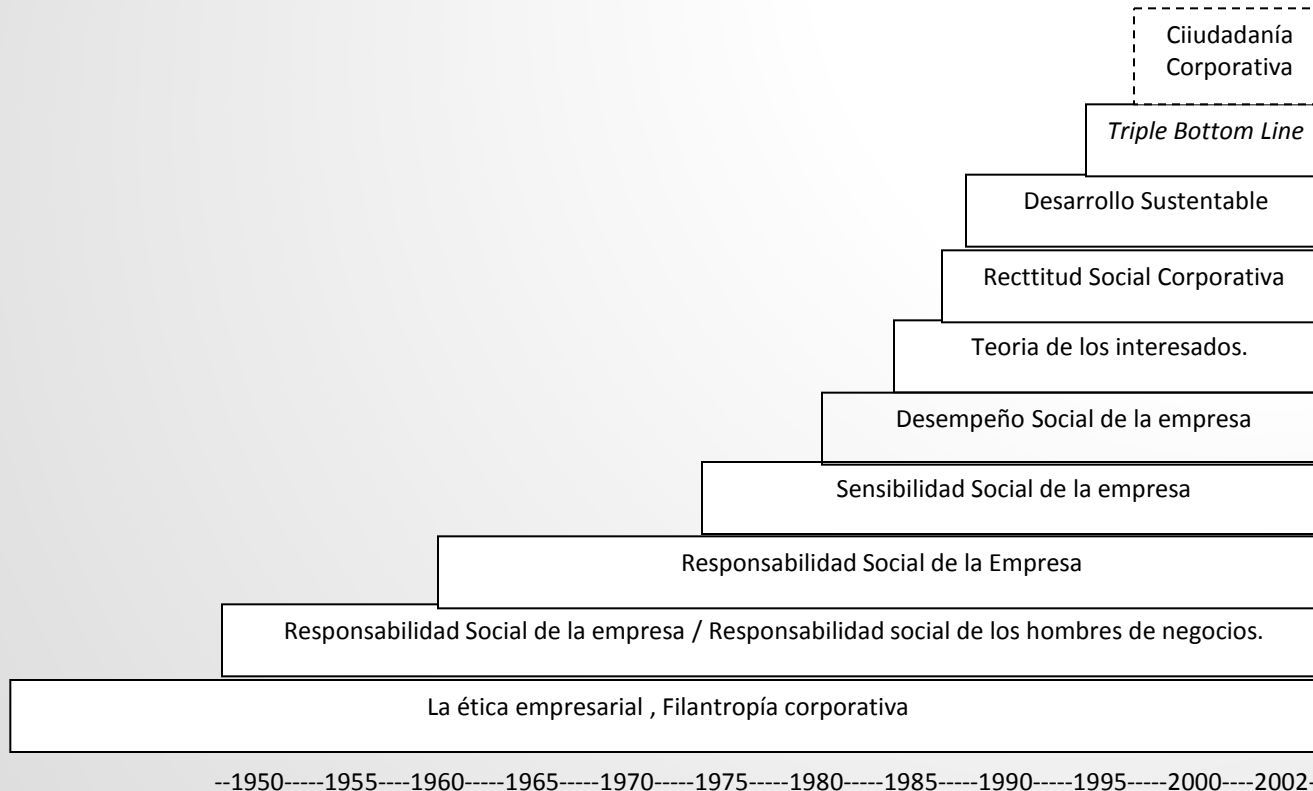 Ciiudadanía
Corporativa
Triple Bottom Line
Desarrollo Sustentable
Recttitud Social Corporativa
Teoria de los interesados.
Desempeño Social de la empresa
Sensibilidad Social de la empresa
Responsabilidad Social de la Empresa
Responsabilidad Social de la empresa / Responsabilidad social de los hombres de negocios.
La ética empresarial , Filantropía corporativa
--1950-----1955----1960-----1965-----1970-----1975-----1980-----1985-----1990-----1995-----2000----2002-